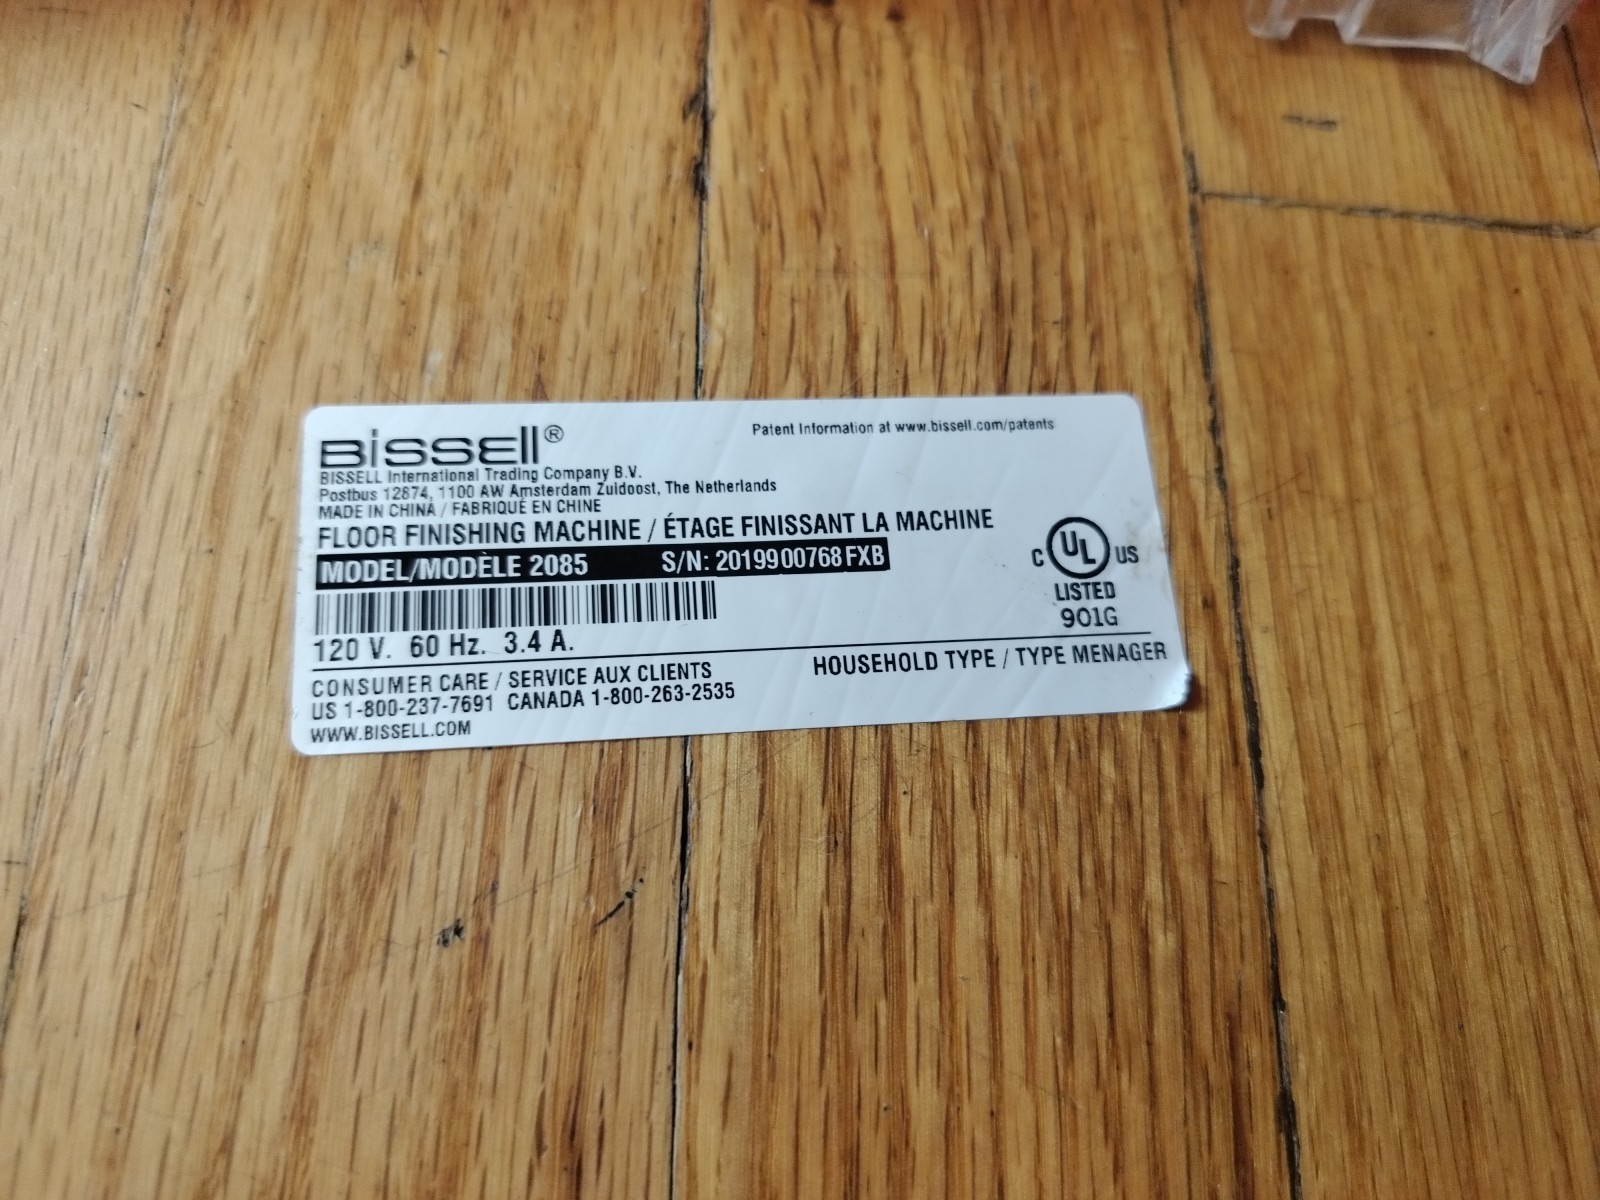 BISSELL®
Patent Information at www.bissell.com/patents
BISSELL International Trading Company B.V.
Postbus 12874, 1100 AW Amsterdam Zuidoost, The Netherlands
MADE IN CHINA / FABRIQUÉ EN CHINE
FLOOR FINISHING MACHINE / ÉTAGE FINISSANT LA MACHINE
MODEL/MODÈLE 2085 S/N: 2019900768FXB
C UL US
LISTED
901G
120 V. 60 Hz. 3.4 A.
HOUSEHOLD TYPE / TYPE MENAGER
CONSUMER CARE / SERVICE AUX CLIENTS
US 1-800-237-7691 CANADA 1-800-263-2535
WWW.BISSELL.COM